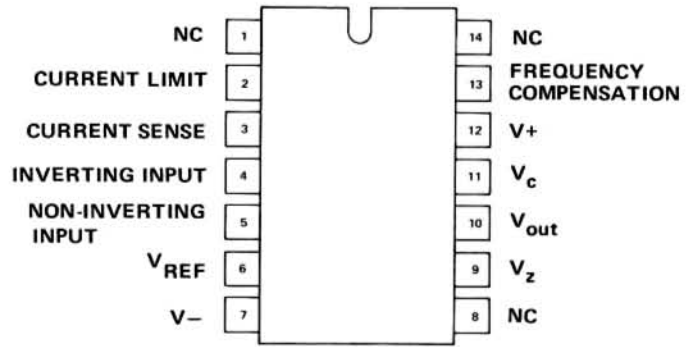 NC 1
CURRENT LIMIT 2
CURRENT SENSE 3
INVERTING INPUT 4
NON-INVERTING
INPUT 5
VREF 6
V− 7
14 NC
13 FREQUENCY
COMPENSATION
12 V+
11 Vc
10 Vout
9 Vz
8 NC